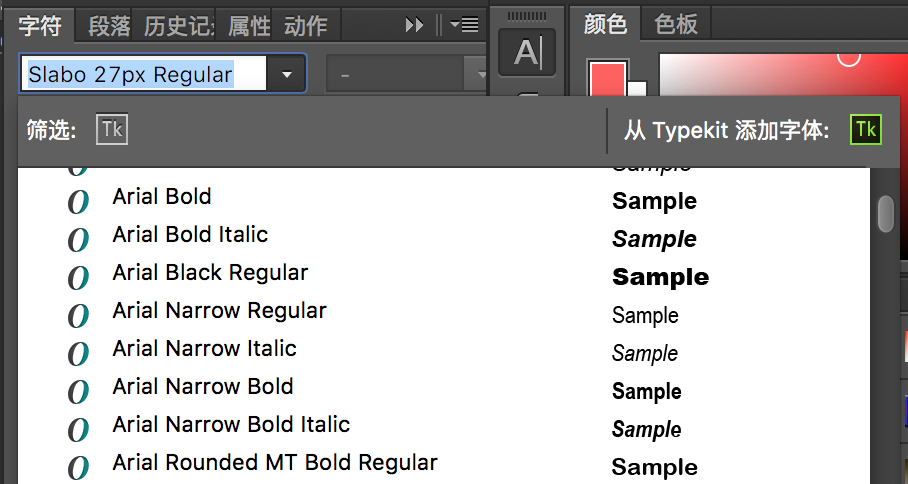 字符 段落 历史记 属性 动作 颜色 色板
Slabo 27px Regular -
A|
筛选: Tk 从 Typekit 添加字体: Tk
Sample
O Arial Bold Sample
O Arial Bold Italic Sample
O Arial Black Regular Sample
O Arial Narrow Regular Sample
O Arial Narrow Italic Sample
O Arial Narrow Bold Sample
O Arial Narrow Bold Italic Sample
O Arial Rounded MT Bold Regular Sample